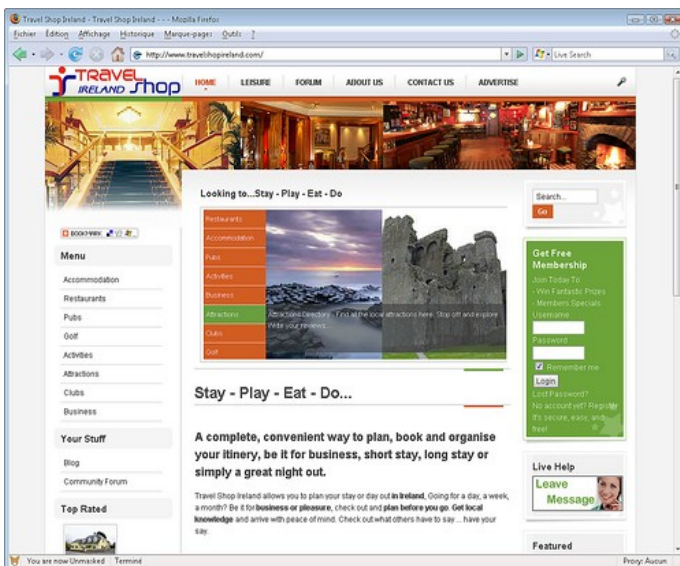 Travel Shop Ireland - Travel Shop Ireland - - - Mozilla Firefox
Fichier Édition Affichage Historique Marque-pages Outils ?
http://www.travelshopireland.com/
Live Search
TRAVEL
IRELAND Shop
HOME LEISURE FORUM ABOUT US CONTACT US ADVERTISE
BOOKMARK
Menu
Accommodation
Restaurants
Pubs
Golf
Activities
Attractions
Clubs
Business
Your Stuff
Blog
Community Forum
Top Rated
Looking to...Stay - Play - Eat - Do
Restaurants
Accommodation
Pubs
Activities
Business
Attractions
Clubs
Golf
Attractions Directory - Find all the local attractions here. Stop off and explore.
Write your reviews...
Stay - Play - Eat - Do...
A complete, convenient way to plan, book and organise
your itinery, be it for business, short stay, long stay or
simply a great night out.
Travel Shop Ireland allows you to plan your stay or day out in Ireland, Going for a day, a week,
a month? Be it for business or pleasure, check out and plan before you go. Get local
knowledge and arrive with peace of mind. Check out what others have to say... have your
say.
Search...
Go
Get Free
Membership
Join Today To
- Win Fantastic Prizes
- Members Specials
Username
Password
Remember me
Login
Lost Password?
No account yet? Register
It's secure, easy, and
free!
Live Help
Leave
Message
Featured
You are now Unmasked Terminé
Proxy: Aucun